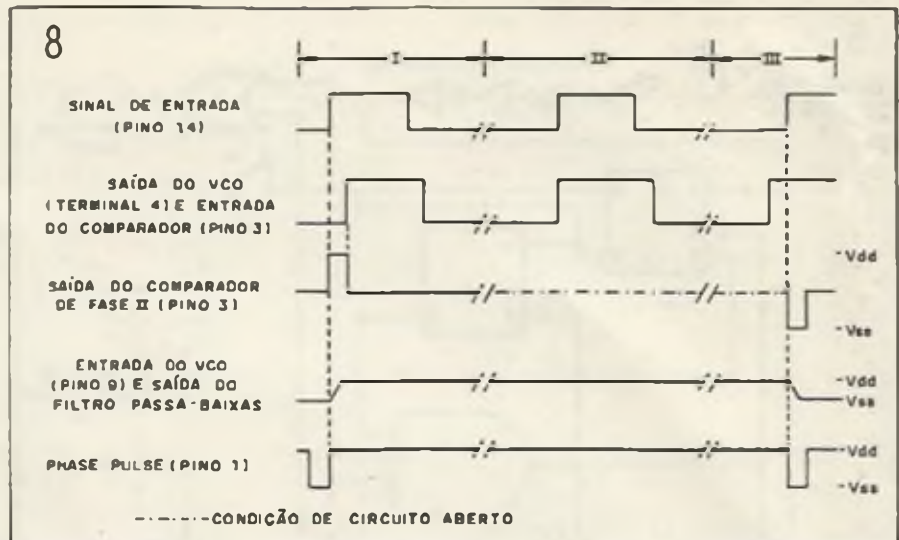 8
I II III
SINAL DE ENTRADA
(PINO 14)
SAÍDA DO VCO
(TERMINAL 4) E ENTRADA
DO COMPARADOR (PINO 3)
-Vdd
SAÍDA DO COMPARADOR
DE FASE II (PINO 3)
-Vss
ENTRADA DO VCO
(PINO 9) E SAÍDA DO
FILTRO PASSA-BAIXAS
-Vdd
Vss
PHASE PULSE (PINO 1)
-Vdd
-Vss
CONDIÇÃO DE CIRCUITO ABERTO